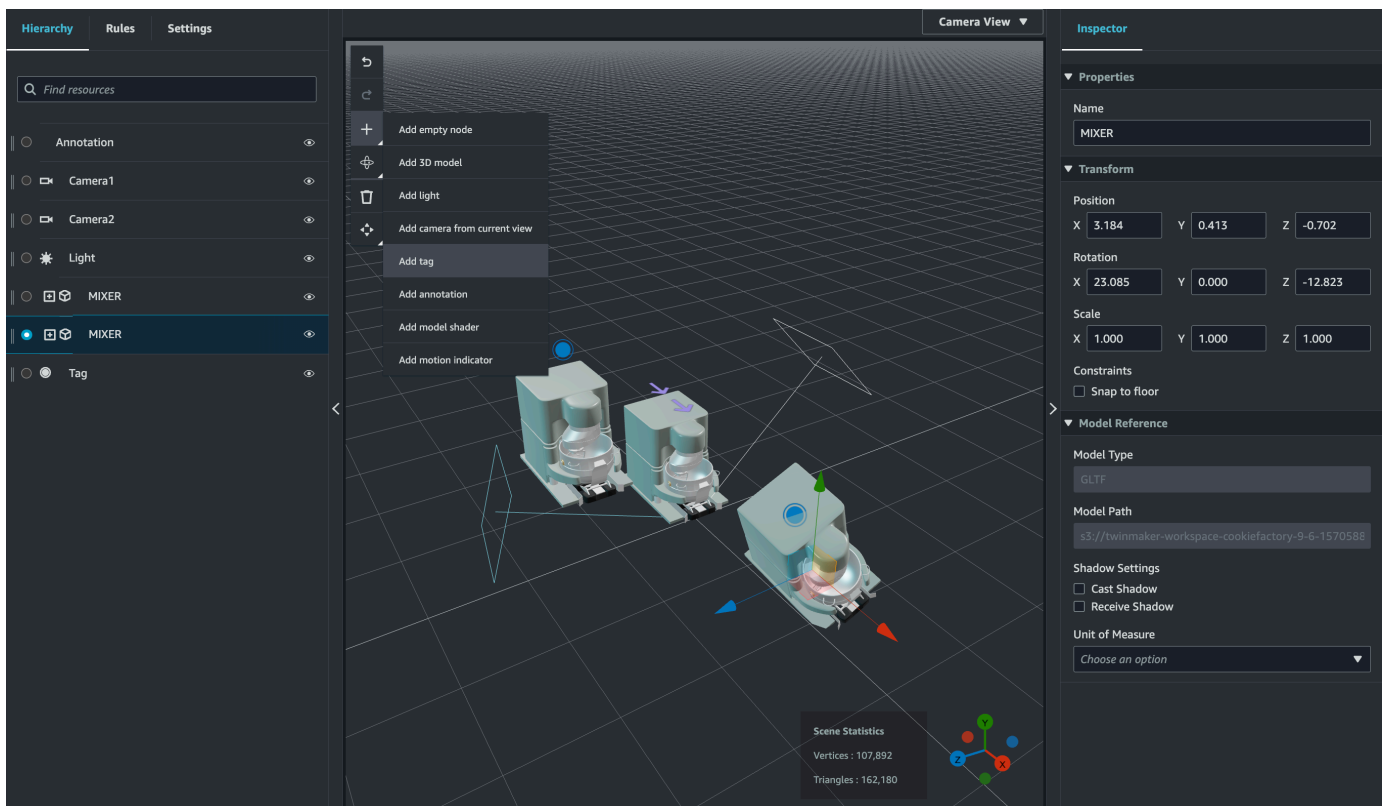 Hierarchy Rules Settings
Find resources
Annotation
Camera1
Camera2
Light
MIXER
MIXER
Tag
Camera View
Add empty node
Add 3D model
Add light
Add camera from current view
Add tag
Add annotation
Add model shader
Add motion indicator
Scene Statistics
Vertices : 107,892
Triangles : 162,180
Y
Z
X
Inspector
Properties
Name
MIXER
Transform
Position
X 3.184 Y 0.413 Z -0.702
Rotation
X 23.085 Y 0.000 Z -12.823
Scale
X 1.000 Y 1.000 Z 1.000
Constraints
Snap to floor
Model Reference
Model Type
GLTF
Model Path
s3://twinmaker-workspace-cookiefactory-9-6-1570588
Shadow Settings
Cast Shadow
Receive Shadow
Unit of Measure
Choose an option